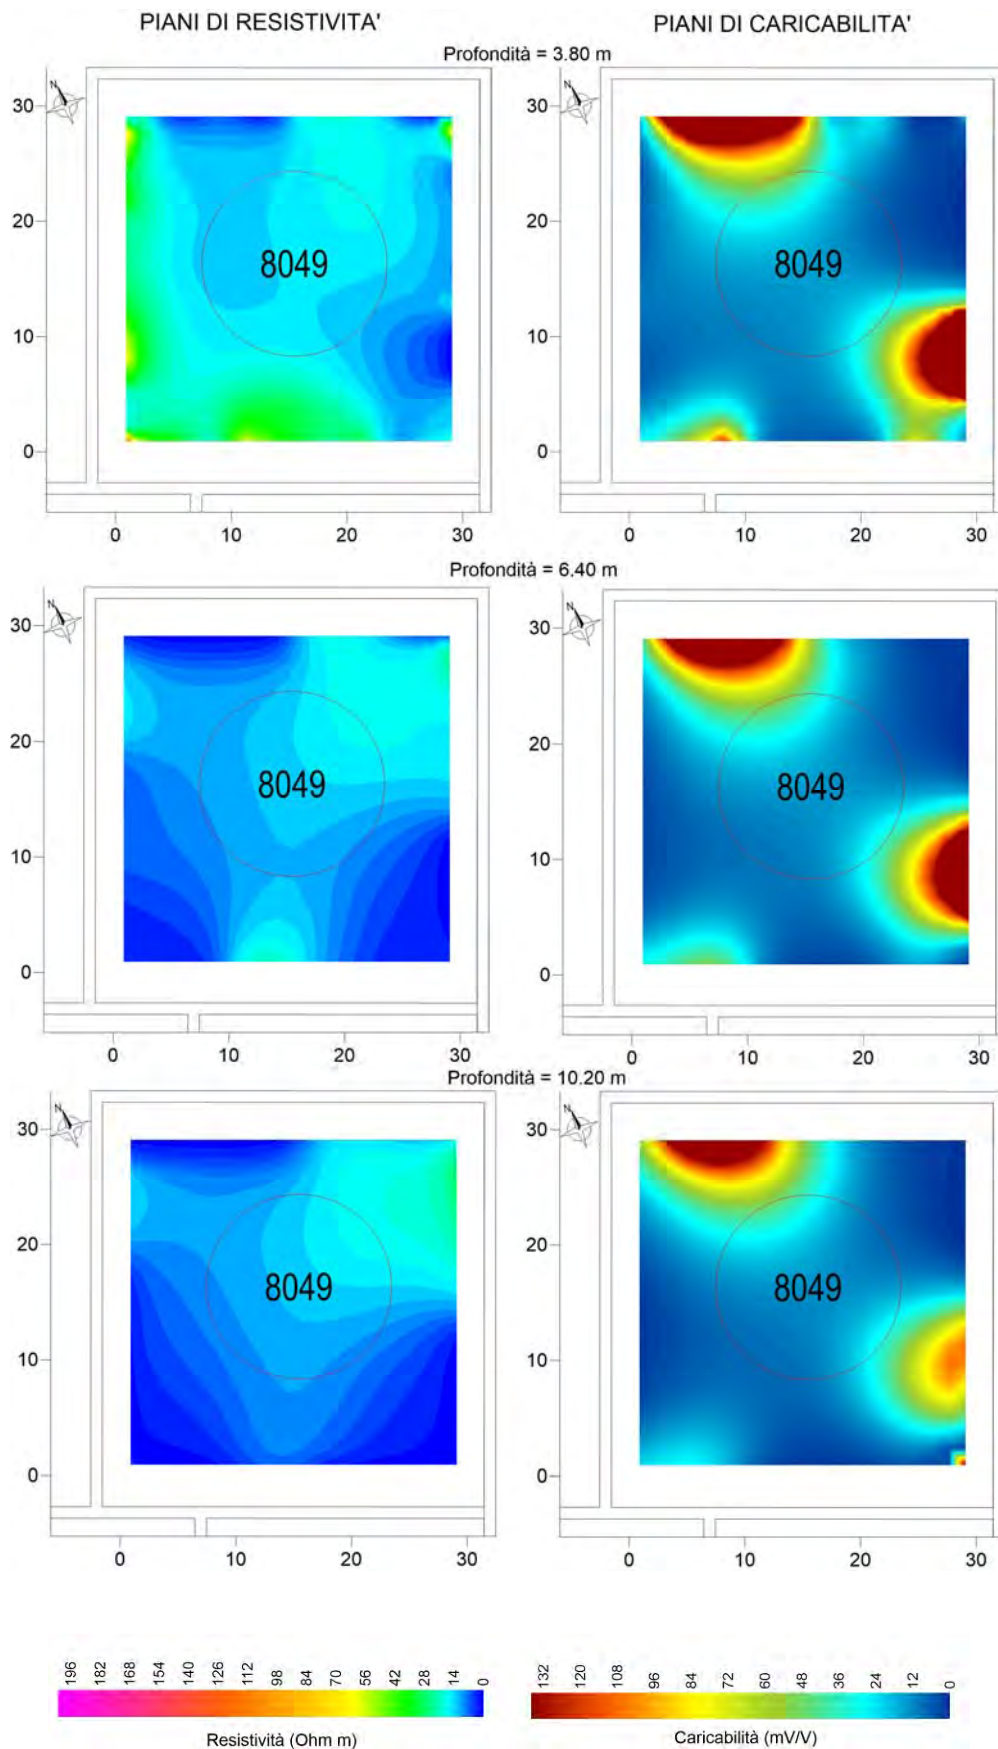 PIANI DI RESISTIVITA' PIANI DI CARICABILITA'
Profondità = 3.80 m
N N
30 30
20 20
8049 8049
10 10
0 0
0 10 20 30 0 10 20 30
Profondità = 6.40 m
N N
30 30
20 20
8049 8049
10 10
0 0
0 10 20 30 0 10 20 30
Profondità = 10.20 m
N N
30 30
20 20
8049 8049
10 10
0 0
0 10 20 30 0 10 20 30
196 182 168 154 140 126 112 98 84 70 56 42 28 14 0
132 120 108 96 84 72 60 48 36 24 12 0
Resistività (Ohm m) Caricabilità (mV/V)